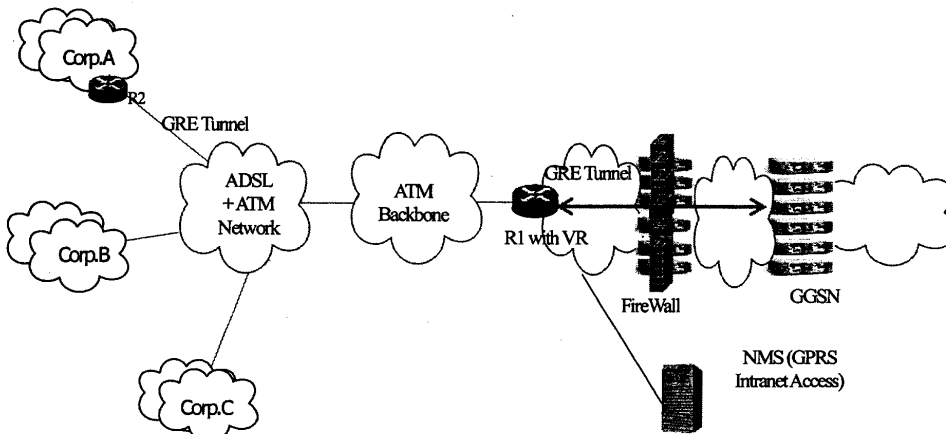 Corp.A
R2
GRE Tunnel
ADSL
+ATM
Network
ATM
Backbone
GRE Tunnel
R1 with VR
Corp.B
FireWall
GGSN
NMS (GPRS
Intranet Access)
Corp.C